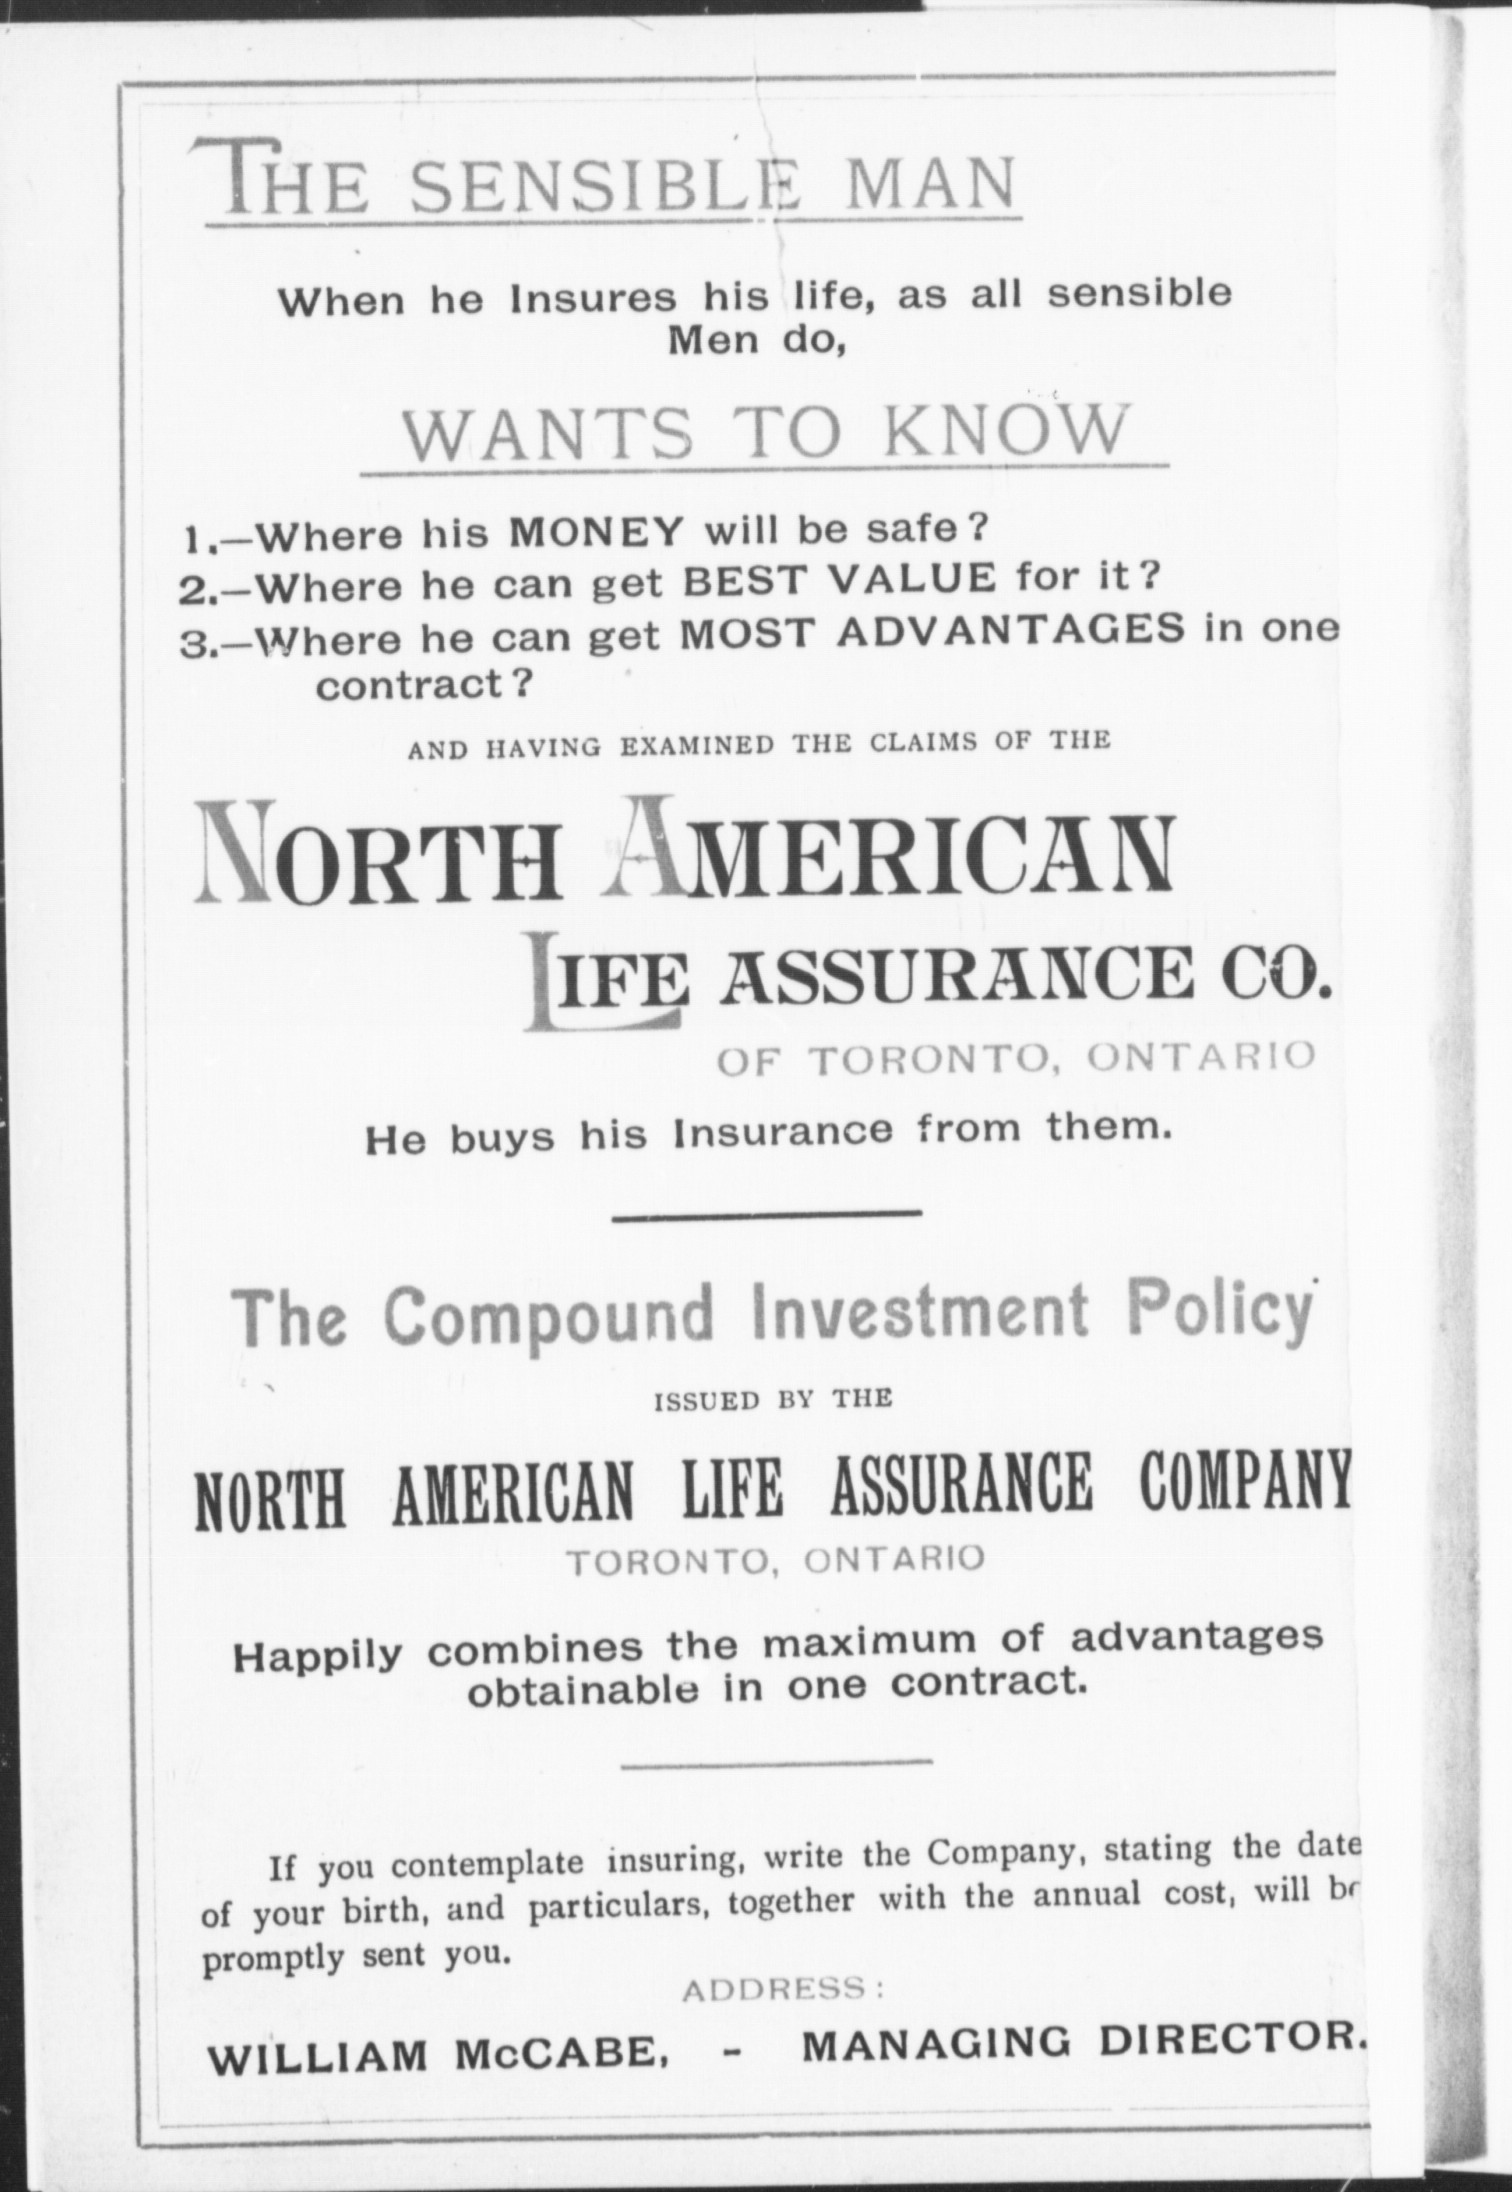 THE SENSIBLE MAN
When he Insures his life, as all sensible
Men do,
WANTS TO KNOW
1.—Where his MONEY will be safe?
2.—Where he can get BEST VALUE for it?
3.—Where he can get MOST ADVANTAGES in one
contract?
AND HAVING EXAMINED THE CLAIMS OF THE
NORTH AMERICAN
LIFE ASSURANCE CO.
OF TORONTO, ONTARIO
He buys his Insurance from them.
The Compound Investment Policy
ISSUED BY THE
NORTH AMERICAN LIFE ASSURANCE COMPANY
TORONTO, ONTARIO
Happily combines the maximum of advantages
obtainable in one contract.
If you contemplate insuring, write the Company, stating the date
of your birth, and particulars, together with the annual cost, will be
promptly sent you.
ADDRESS:
WILLIAM McCABE, - MANAGING DIRECTOR.